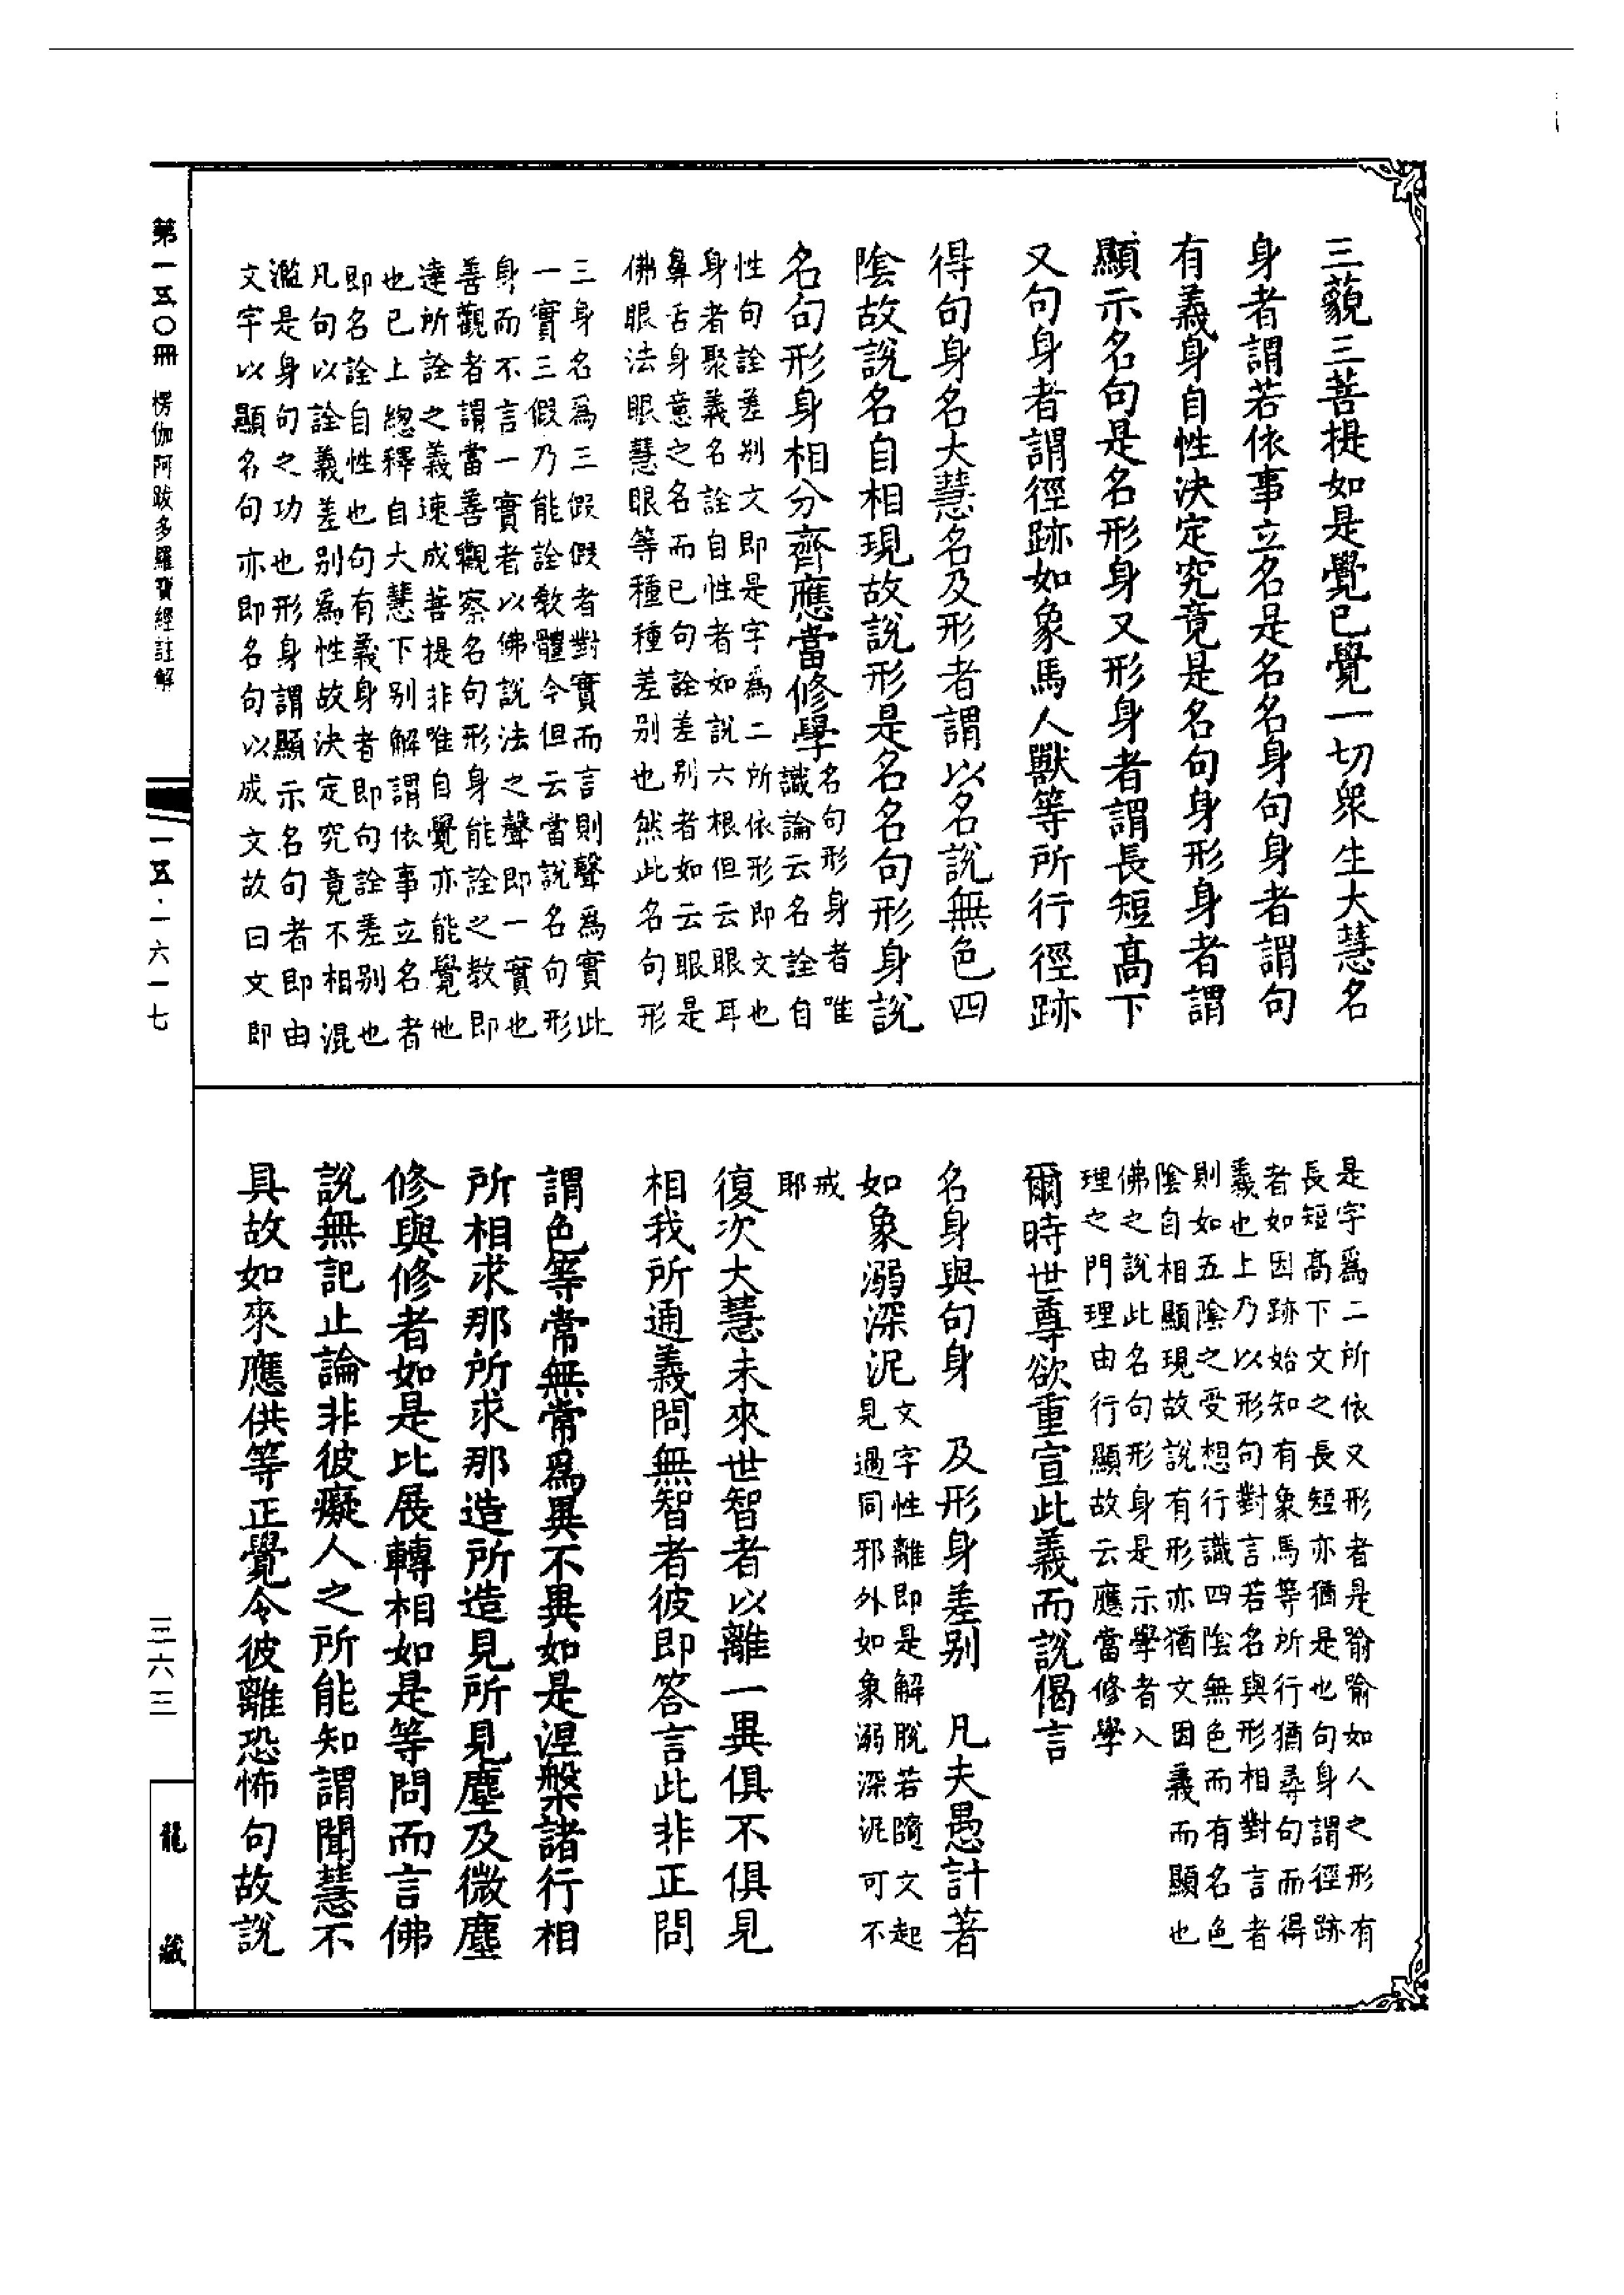 三藐三菩提如是覺已覺一切眾生大慧名
身者謂若依事立名是名名身句身者謂句
有義身自性決定究竟是名句身形身者謂
顯示名句是名形身又形身者謂長短高下
又句身者謂徑跡如象馬人獸等所行徑跡
得句身名大慧名及形者謂以名說無色四
陰故說名自相現故說形是名名句形身說
名句形身相分齊應當修學
名句形身者唯
識論云名詮自
性句詮差別文即是字為二所依形即文也
身者聚義名詮自性者如說六根但云眼耳
鼻舌身意之名而已句詮差別者如云眼是
佛眼法眼慧眼等種種差別也然此名句形
三身名為三假假者對實而言則聲為實此
一實三假乃能詮教體今但云當說名句形
身而不言一實者以佛說法之聲即一實也
善觀者謂當善觀察名句形身能詮之教即
達所詮之義速成菩提非唯自覺亦能覺他
也已上總釋自大慧下別解謂依事立名者
即名詮自性也句有義身者即句詮差別也
凡句以詮義差別為性故決定究竟不相混
濫是身句之功也形身謂顯示名句者即由
文字以顯名句亦即名句以成文故曰文即
是字為二所依又形者是喻喻如人之形有
長短高下文之長短亦猶是也句身謂徑跡
者如因跡始知有象馬等所行猶尋句而得
義也上乃以形句對言若名與形相對言者
則如五陰之受想行識四陰無色而有名色
陰自相顯現故說有形亦猶文因義而顯也
佛之說此名句形身是示學者入
理之門理由行顯故云應當修學
爾時世尊欲重宣此義而說偈言
名身與句身　及形身差別　凡夫愚計著
如象溺深泥
文字性離即是解脫若隨文起
見過同邪外如象溺深泥可不
戒
耶
復次大慧未來世智者以離一異俱不俱見
相我所通義問無智者彼即答言此非正問
謂色等常無常為異不異如是涅槃諸行相
所相求那所求那造所造見所見塵及微塵
修與修者如是比展轉相如是等問而言佛
說無記止論非彼癡人之所能知謂聞慧不
具故如來應供等正覺令彼離恐怖句故說
第一五〇冊　楞伽阿跋多羅寶經註解
一五·一六一七
三六三
龍藏